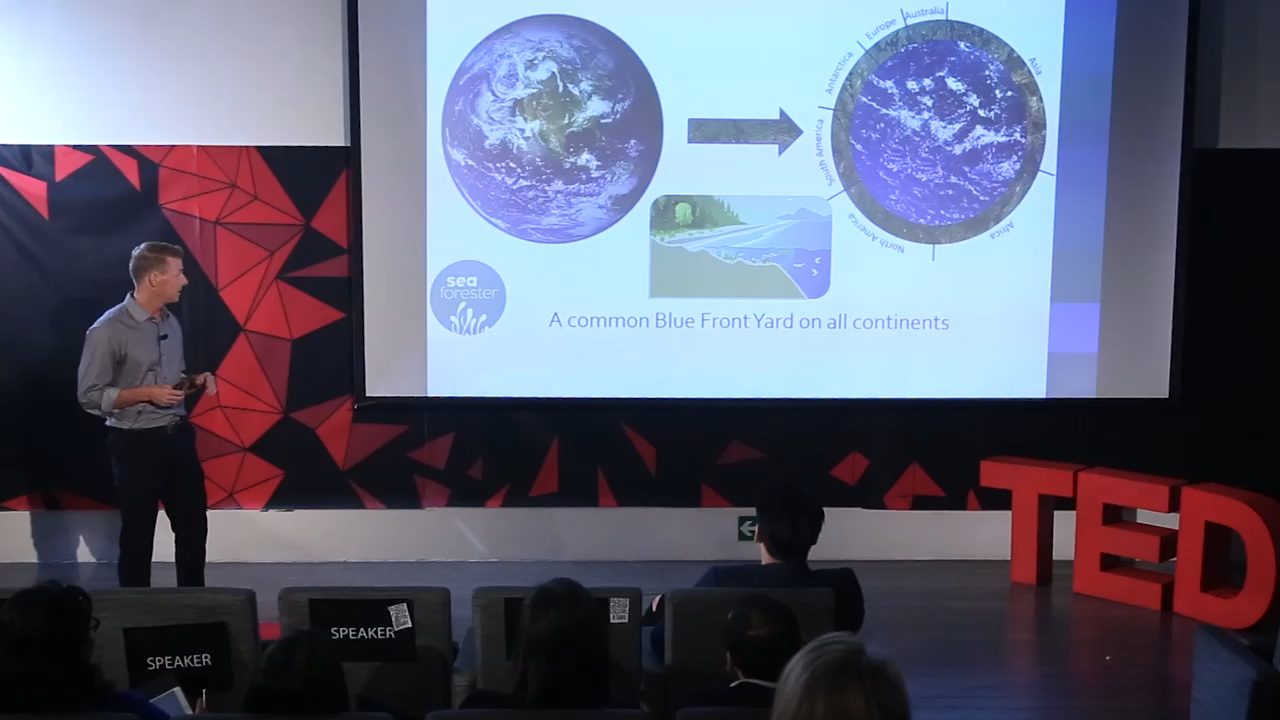 Australia
Europe
Asia
Antarctica
South America
North America
Africa
sea
forester
A common Blue Front Yard on all continents
TED
SPEAKER
SPEAKER